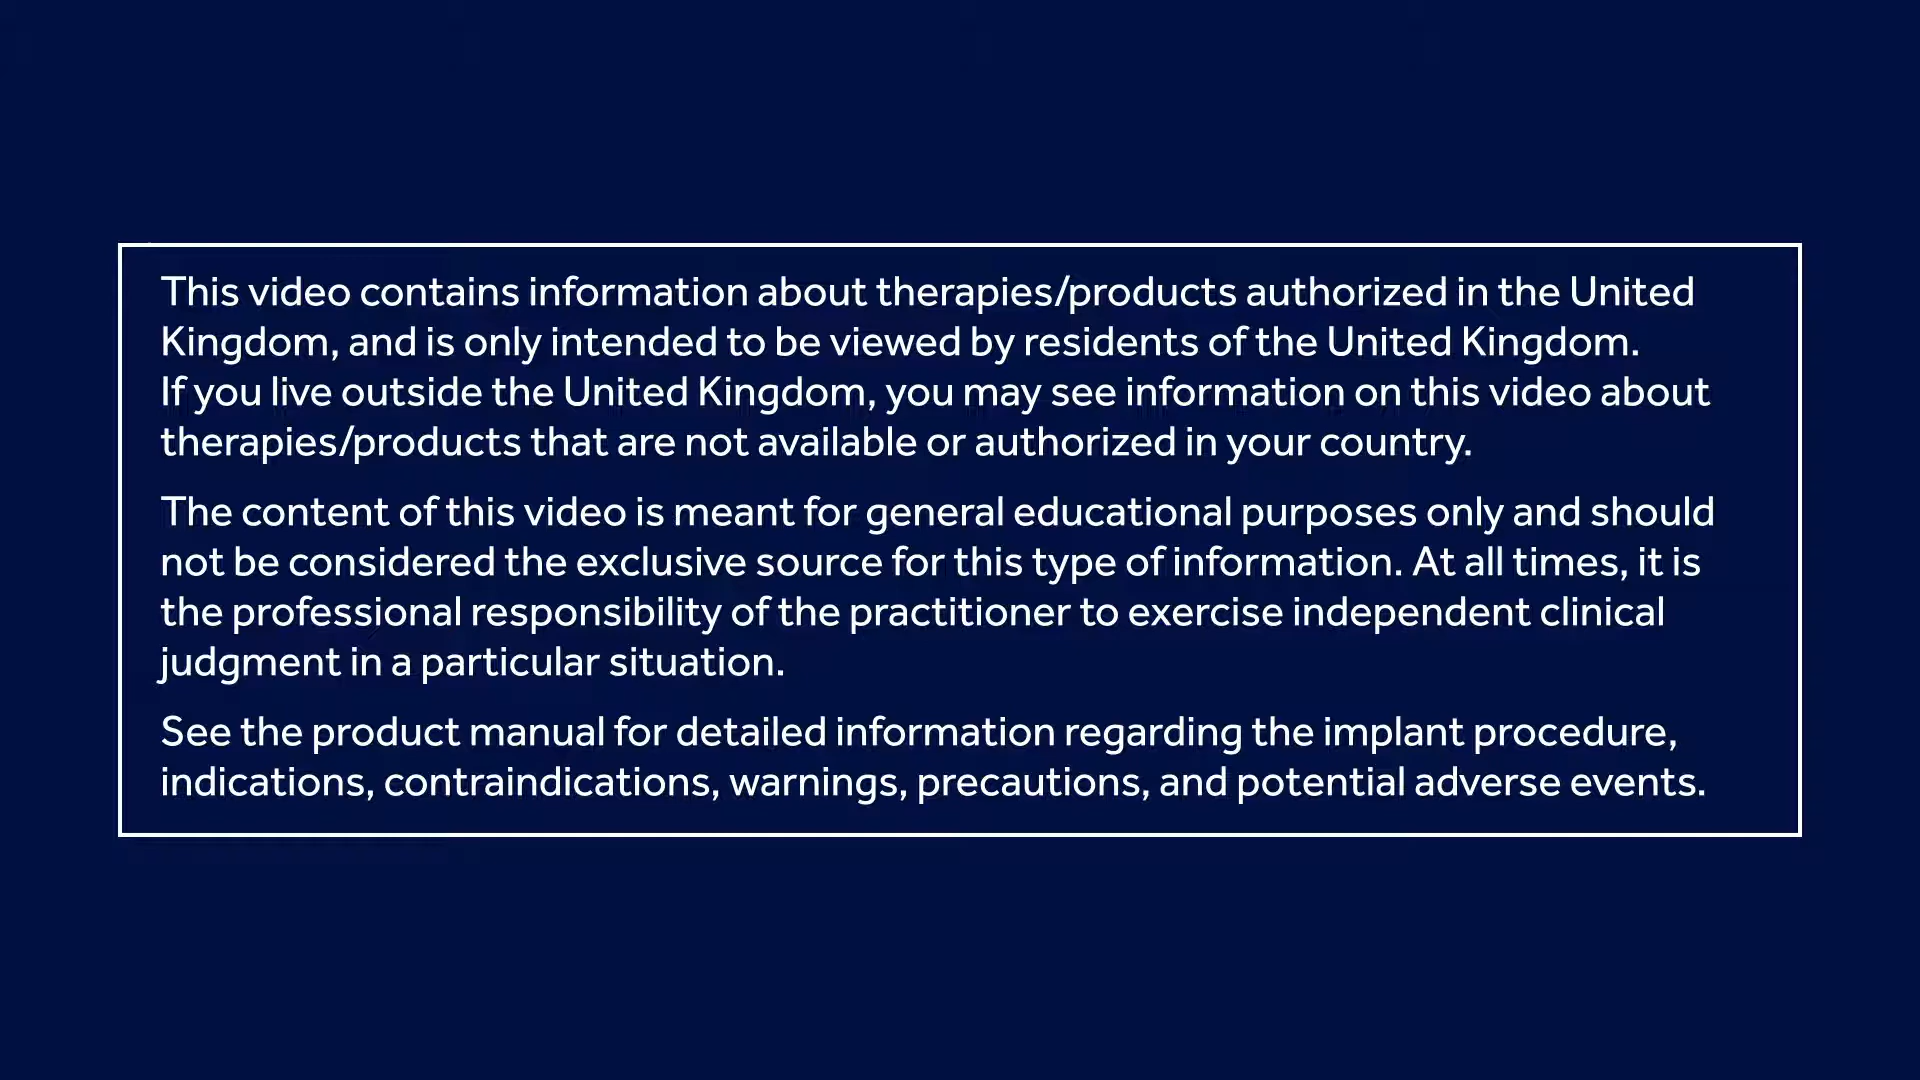 This video contains information about therapies/products authorized in the United
Kingdom, and is only intended to be viewed by residents of the United Kingdom.
If you live outside the United Kingdom, you may see information on this video about
therapies/products that are not available or authorized in your country.
The content of this video is meant for general educational purposes only and should
not be considered the exclusive source for this type of information. At all times, it is
the professional responsibility of the practitioner to exercise independent clinical
judgment in a particular situation.
See the product manual for detailed information regarding the implant procedure,
indications, contraindications, warnings, precautions, and potential adverse events.